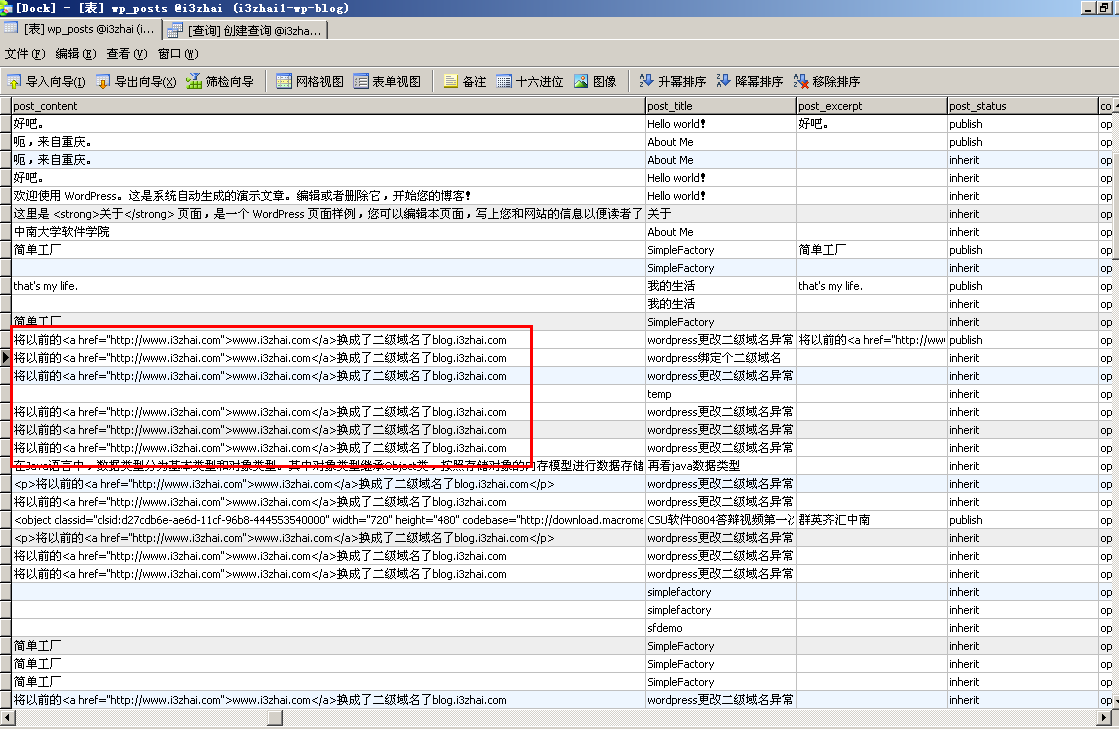 [Dock] - [表] wp_posts @i3zhai (i3zhai1-wp-blog)
[表] wp_posts @i3zhai (i... [查询] 创建查询 @i3zha...
文件(F) 编辑(E) 查看(V) 窗口(W)
导入向导(I) 导出向导(X) 筛检向导 网格视图 表单视图 备注 十六进位 图像 升幂排序 降幂排序 移除排序
post_content post_title post_excerpt post_status co
好吧。 Hello world! 好吧。 publish op
呃，来自重庆。 About Me publish op
呃，来自重庆。 About Me inherit op
好吧。 Hello world! inherit op
欢迎使用 WordPress。这是系统自动生成的演示文章。编辑或者删除它，开始您的博客! Hello world! inherit op
这里是 <strong>关于</strong> 页面，是一个 WordPress 页面样例，您可以编辑本页面，写上您和网站的信息以便读者了 关于 inherit op
中南大学软件学院 About Me inherit op
简单工厂 SimpleFactory 简单工厂 publish op
SimpleFactory inherit op
that's my life. 我的生活 that's my life. publish op
我的生活 inherit op
简单工厂 SimpleFactory inherit op
将以前的<a href="http://www.i3zhai.com">www.i3zhai.com</a>换成了二级域名了blog.i3zhai.com wordpress更改二级域名异常 将以前的<a href="http://ww publish op
将以前的<a href="http://www.i3zhai.com">www.i3zhai.com</a>换成了二级域名了blog.i3zhai.com wordpress绑定个二级域名 inherit op
将以前的<a href="http://www.i3zhai.com">www.i3zhai.com</a>换成了二级域名了blog.i3zhai.com wordpress更改二级域名异常 inherit op
temp inherit op
将以前的<a href="http://www.i3zhai.com">www.i3zhai.com</a>换成了二级域名了blog.i3zhai.com wordpress更改二级域名异常 inherit op
将以前的<a href="http://www.i3zhai.com">www.i3zhai.com</a>换成了二级域名了blog.i3zhai.com wordpress更改二级域名异常 inherit op
将以前的<a href="http://www.i3zhai.com">www.i3zhai.com</a>换成了二级域名了blog.i3zhai.com wordpress更改二级域名异常 inherit op
在Java语言中，数据类型分为基本类型和对象类型。其中对象类型继承Object类，按照存储对象的内存模型进行数据存储 再看java数据类型 inherit op
<p>将以前的<a href="http://www.i3zhai.com">www.i3zhai.com</a>换成了二级域名了blog.i3zhai.com</p> wordpress更改二级域名异常 inherit op
将以前的<a href="http://www.i3zhai.com">www.i3zhai.com</a>换成了二级域名了blog.i3zhai.com wordpress更改二级域名异常 inherit op
<object classid="clsid:d27cdb6e-ae6d-11cf-96b8-444553540000" width="720" height="480" codebase="http://download.macrome CSU软件0804答辩视频第一 群英齐汇中南 publish op
<p>将以前的<a href="http://www.i3zhai.com">www.i3zhai.com</a>换成了二级域名了blog.i3zhai.com</p> wordpress更改二级域名异常 inherit op
将以前的<a href="http://www.i3zhai.com">www.i3zhai.com</a>换成了二级域名了blog.i3zhai.com wordpress更改二级域名异常 inherit op
将以前的<a href="http://www.i3zhai.com">www.i3zhai.com</a>换成了二级域名了blog.i3zhai.com wordpress更改二级域名异常 inherit op
simplefactory inherit op
simplefactory inherit op
sfdemo inherit op
简单工厂 SimpleFactory inherit op
简单工厂 SimpleFactory inherit op
简单工厂 SimpleFactory inherit op
将以前的<a href="http://www.i3zhai.com">www.i3zhai.com</a>换成了二级域名了blog.i3zhai.com wordpress更改二级域名异常 inherit op